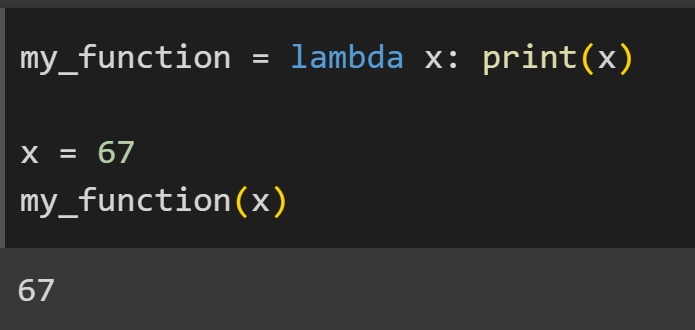 my_function = lambda x: print(x)
x = 67
my_function(x)
67